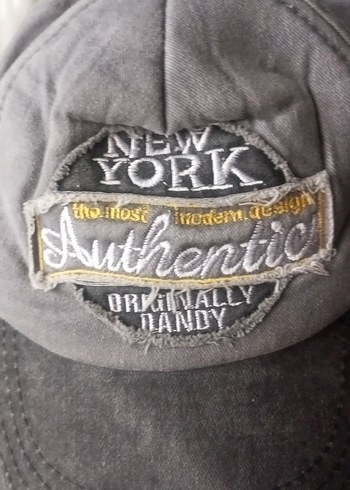 NEW
YORK
the most modern design
Authentic
ORIGINALLY
DANDY